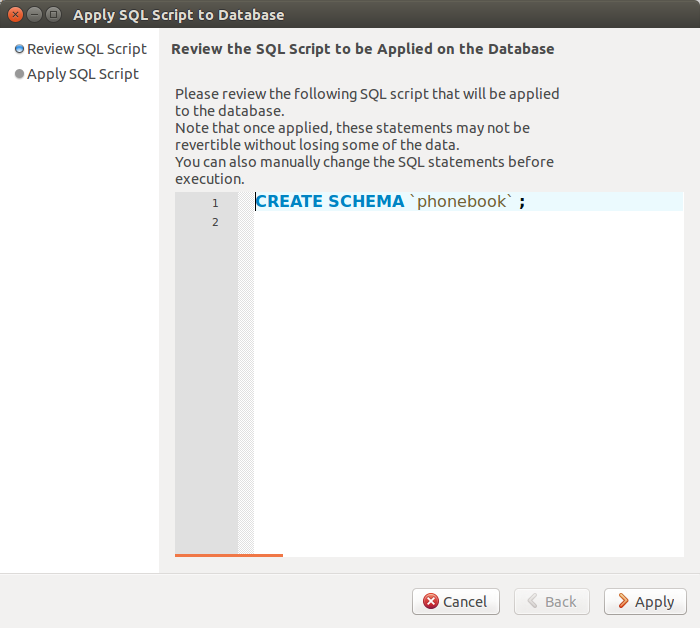 Apply SQL Script to Database
Review SQL Script
Apply SQL Script
Review the SQL Script to be Applied on the Database
Please review the following SQL script that will be applied
to the database.
Note that once applied, these statements may not be
revertible without losing some of the data.
You can also manually change the SQL statements before
execution.
1 CREATE SCHEMA `phonebook` ;
2
Cancel
Back
Apply